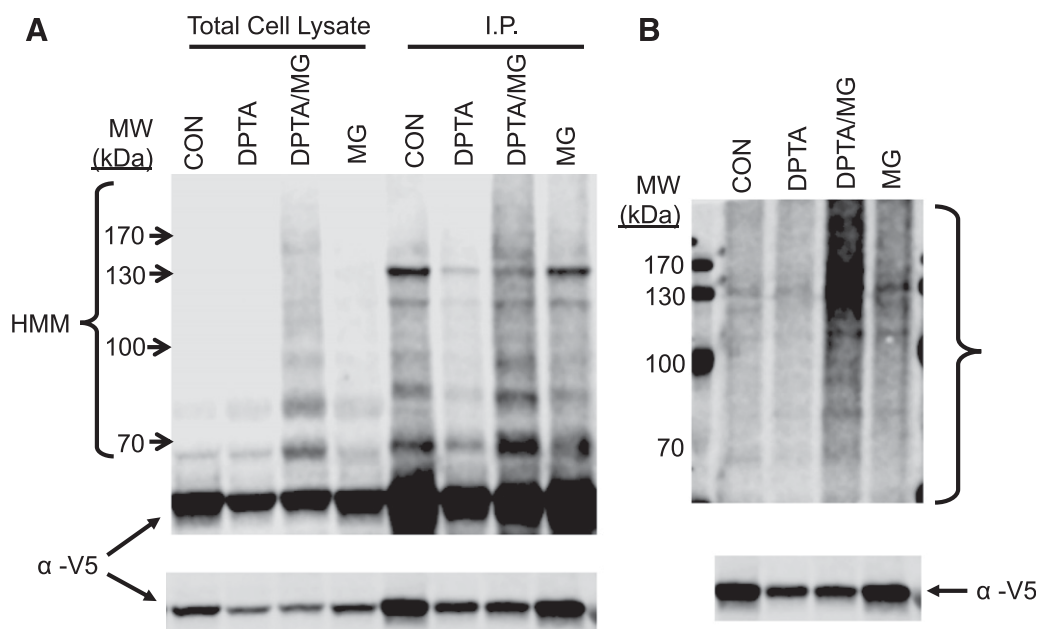 A
Total Cell Lysate
I.P.
MW
(kDa)
CON
DPTA
DPTA/MG
MG
CON
DPTA
DPTA/MG
MG
170
130
HMM
100
70
α -V5
B
MW
(kDa)
CON
DPTA
DPTA/MG
MG
170
130
100
70
α -V5